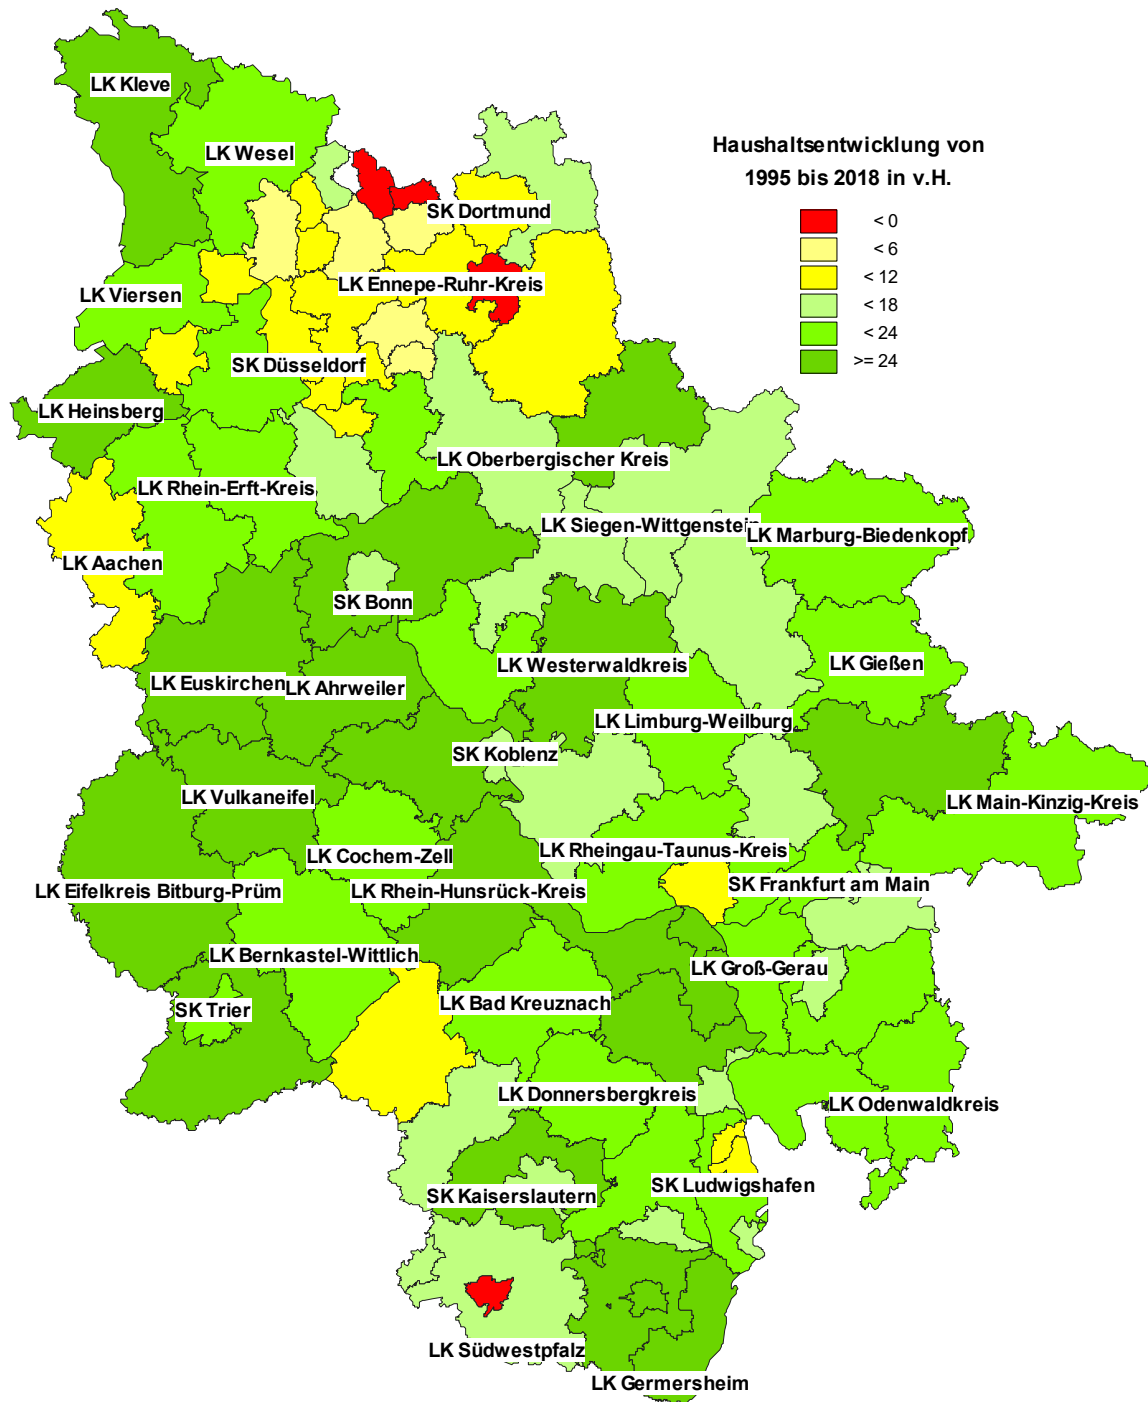 LK Kleve
LK Wesel
Haushaltsentwicklung von
1995 bis 2018 in v.H.
< 0
< 6
< 12
< 18
< 24
>= 24
SK Dortmund
LK Ennepe-Ruhr-Kreis
LK Viersen
SK Düsseldorf
LK Heinsberg
LK Oberbergischer Kreis
LK Rhein-Erft-Kreis
LK Siegen-Wittgenstein
LK Marburg-Biedenkopf
LK Aachen
SK Bonn
LK Westerwaldkreis
LK Gießen
LK Euskirchen
LK Ahrweiler
LK Limburg-Weilburg
SK Koblenz
LK Vulkaneifel
LK Main-Kinzig-Kreis
LK Cochem-Zell
LK Rheingau-Taunus-Kreis
LK Eifelkreis Bitburg-Prüm
LK Rhein-Hunsrück-Kreis
SK Frankfurt am Main
LK Bernkastel-Wittlich
LK Groß-Gerau
SK Trier
LK Bad Kreuznach
LK Donnersbergkreis
LK Odenwaldkreis
SK Kaiserslautern
SK Ludwigshafen
LK Südwestpfalz
LK Germersheim